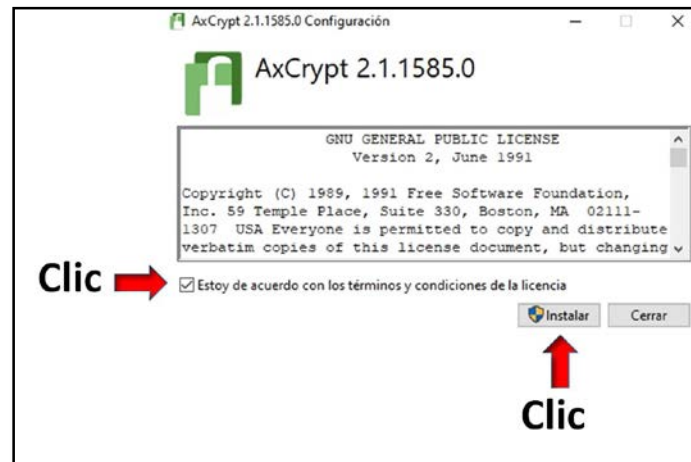 AxCrypt 2.1.1585.0 Configuración
AxCrypt 2.1.1585.0
GNU GENERAL PUBLIC LICENSE
Version 2, June 1991
Copyright (C) 1989, 1991 Free Software Foundation,
Inc. 59 Temple Place, Suite 330, Boston, MA 02111-
1307 USA Everyone is permitted to copy and distribute
verbatim copies of this license document, but changing
Clic
Estoy de acuerdo con los términos y condiciones de la licencia
Instalar Cerrar
Clic